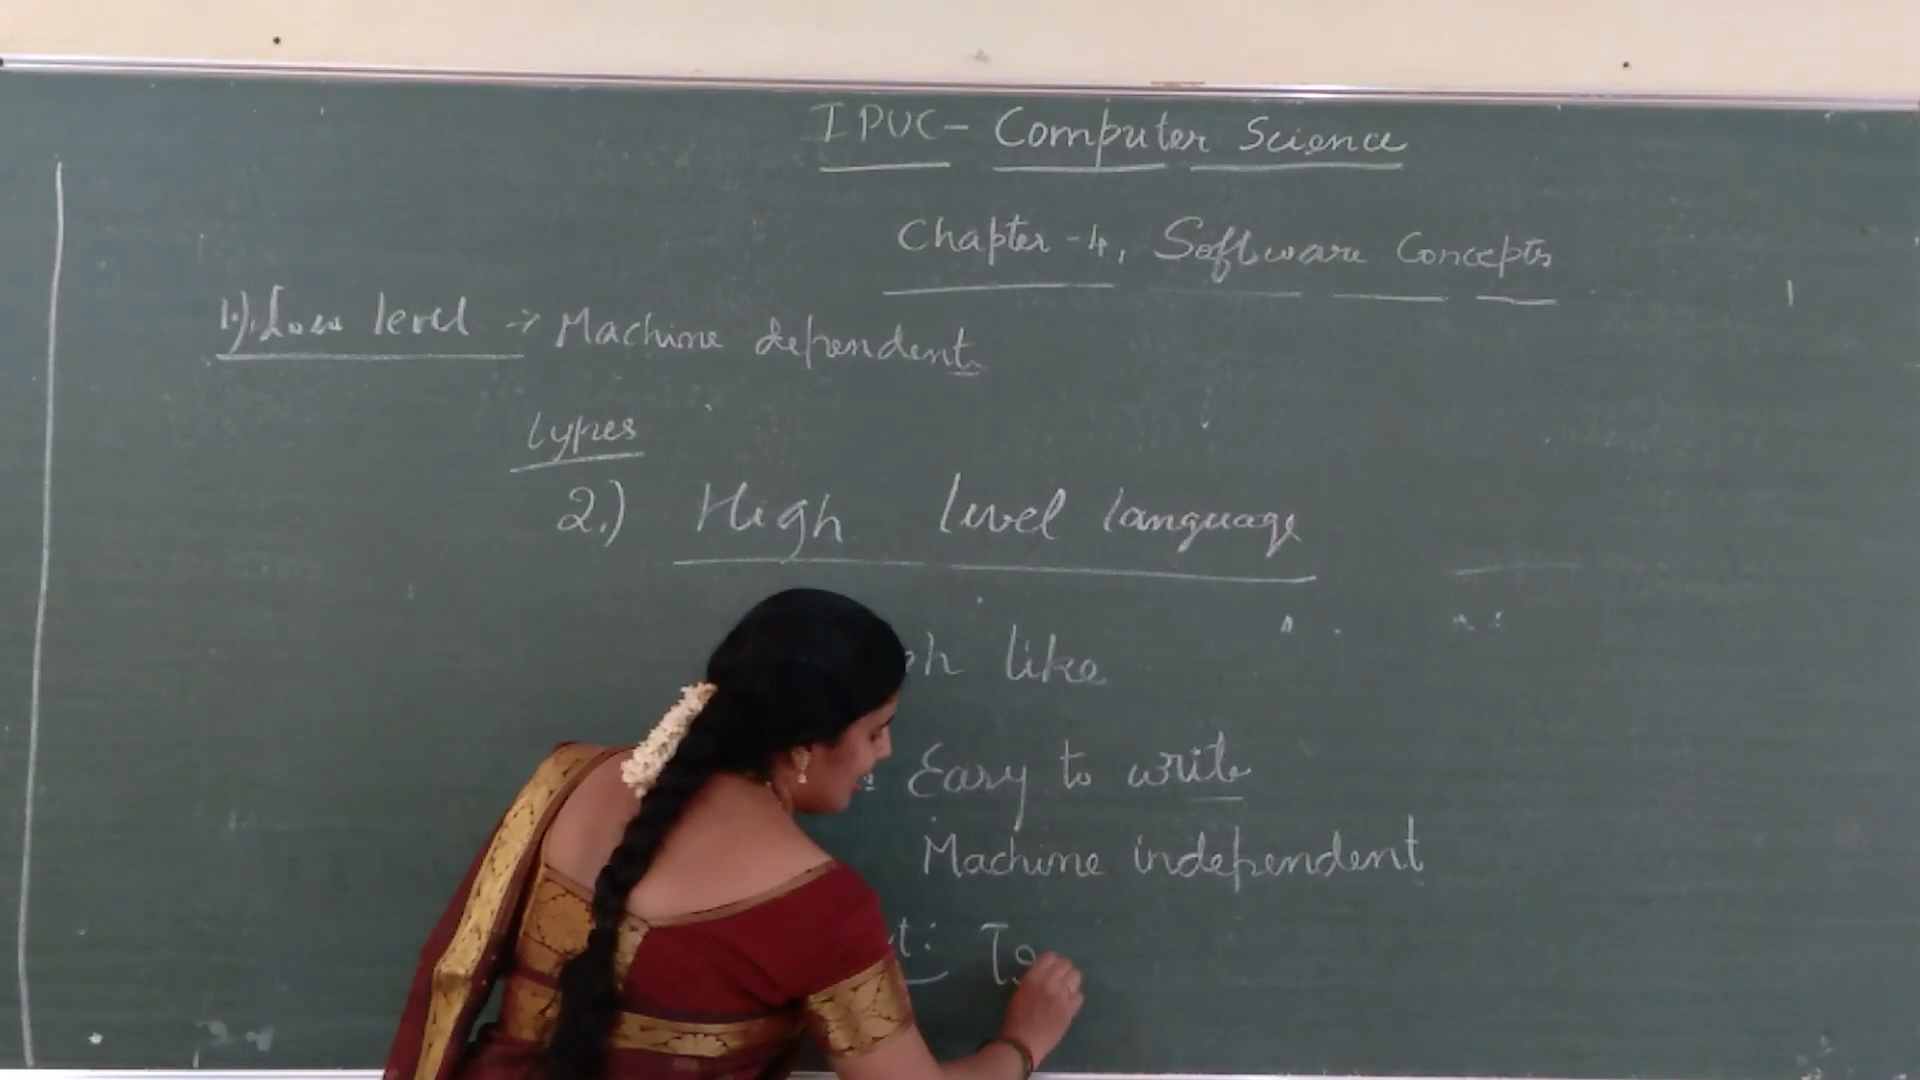 I PUC - Computer Science
Chapter - 4, Software Concepts
1.). Low level → Machine dependent
types
2.) High level language
like
Easy to write
Machine independent